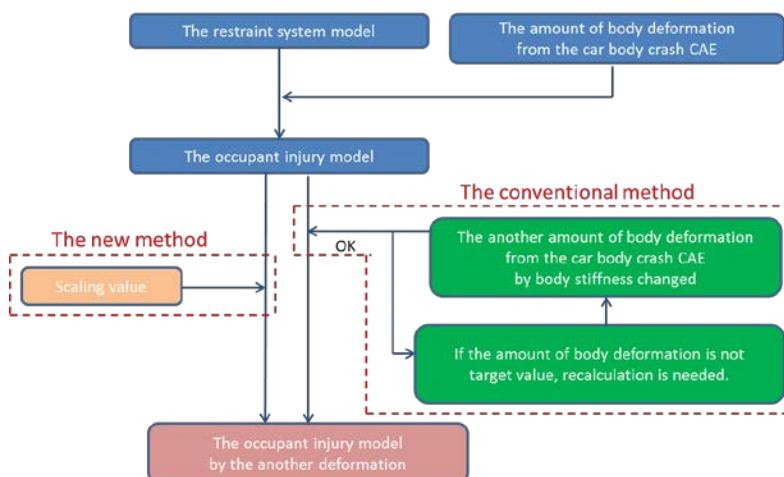 The restraint system model
The amount of body deformation
from the car body crash CAE
The occupant injury model
The conventional method
The new method
OK
The another amount of body deformation
from the car body crash CAE
by body stiffness changed
Scaling value
If the amount of body deformation is not
target value, recalculation is needed.
The occupant injury model
by the another deformation